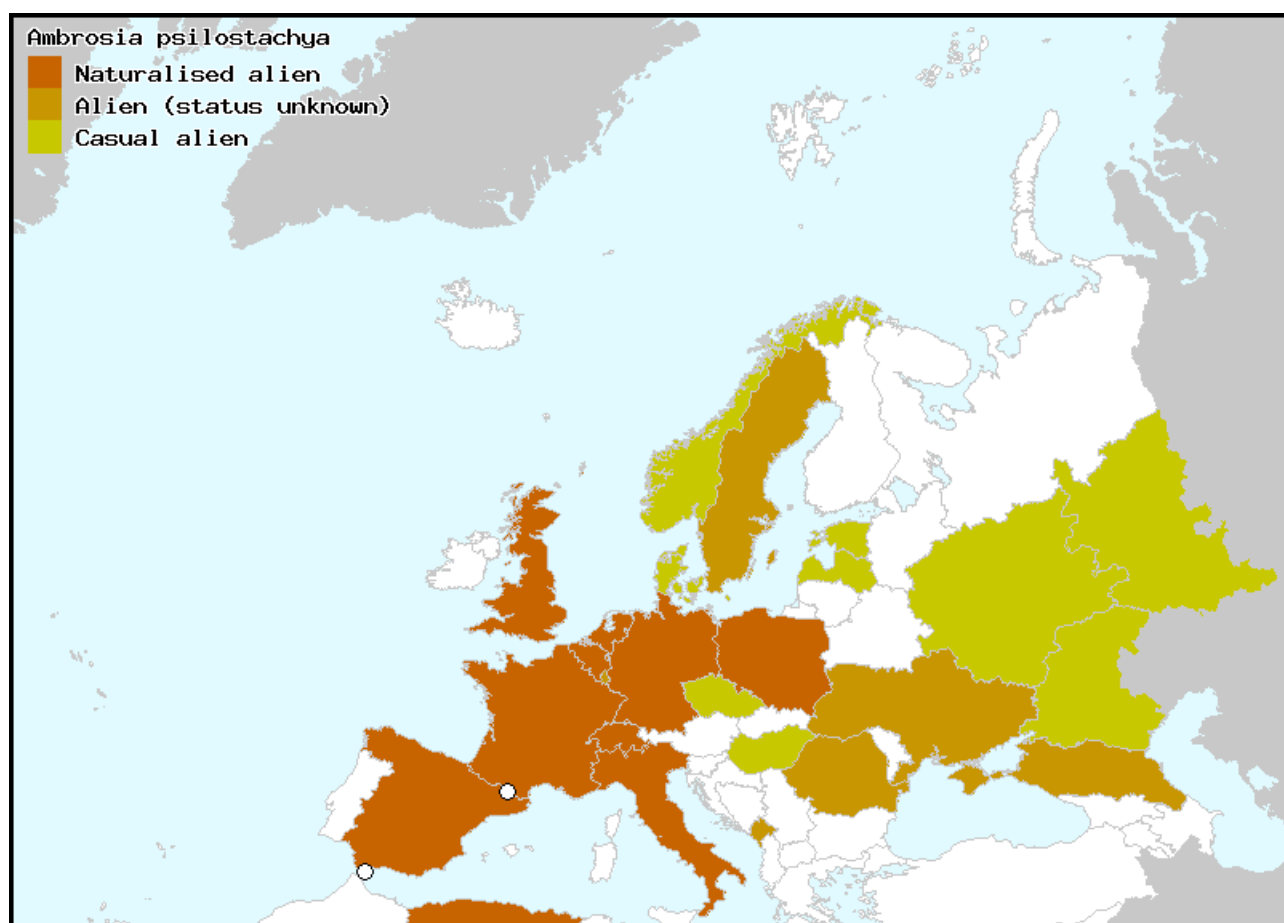 Ambrosia psilostachya
Naturalised alien
Alien (status unknown)
Casual alien